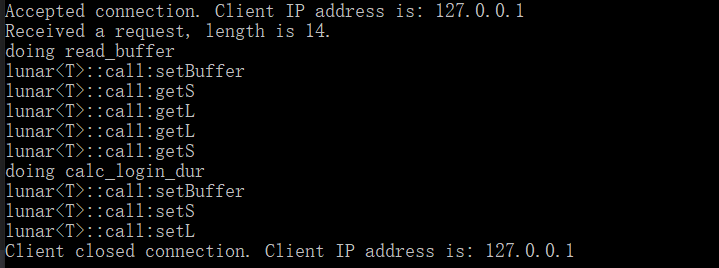 Accepted connection. Client IP address is: 127.0.0.1
Received a request, length is 14.
doing read_buffer
lunar<T>::call:setBuffer
lunar<T>::call:getS
lunar<T>::call:getL
lunar<T>::call:getL
lunar<T>::call:getS
doing calc_login_dur
lunar<T>::call:setBuffer
lunar<T>::call:setS
lunar<T>::call:setL
Client closed connection. Client IP address is: 127.0.0.1